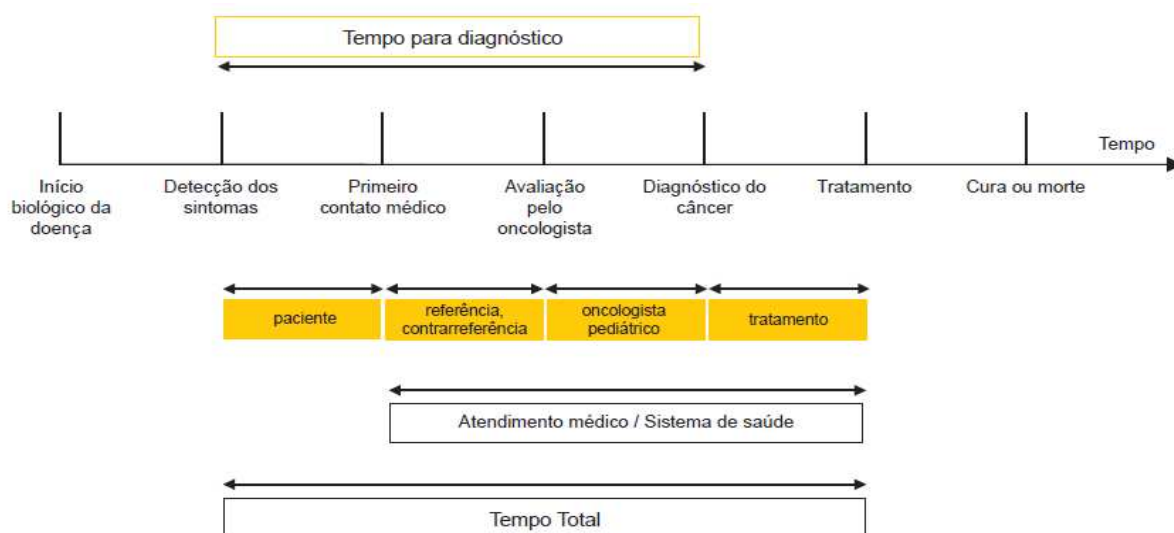 Tempo para diagnóstico
Tempo
Início
biológico da
doença
Detecção dos
sintomas
Primeiro
contato médico
Avaliação
pelo
oncologista
Diagnóstico do
câncer
Tratamento
Cura ou morte
paciente
referência,
contrarreferência
oncologista
pediátrico
tratamento
Atendimento médico / Sistema de saúde
Tempo Total